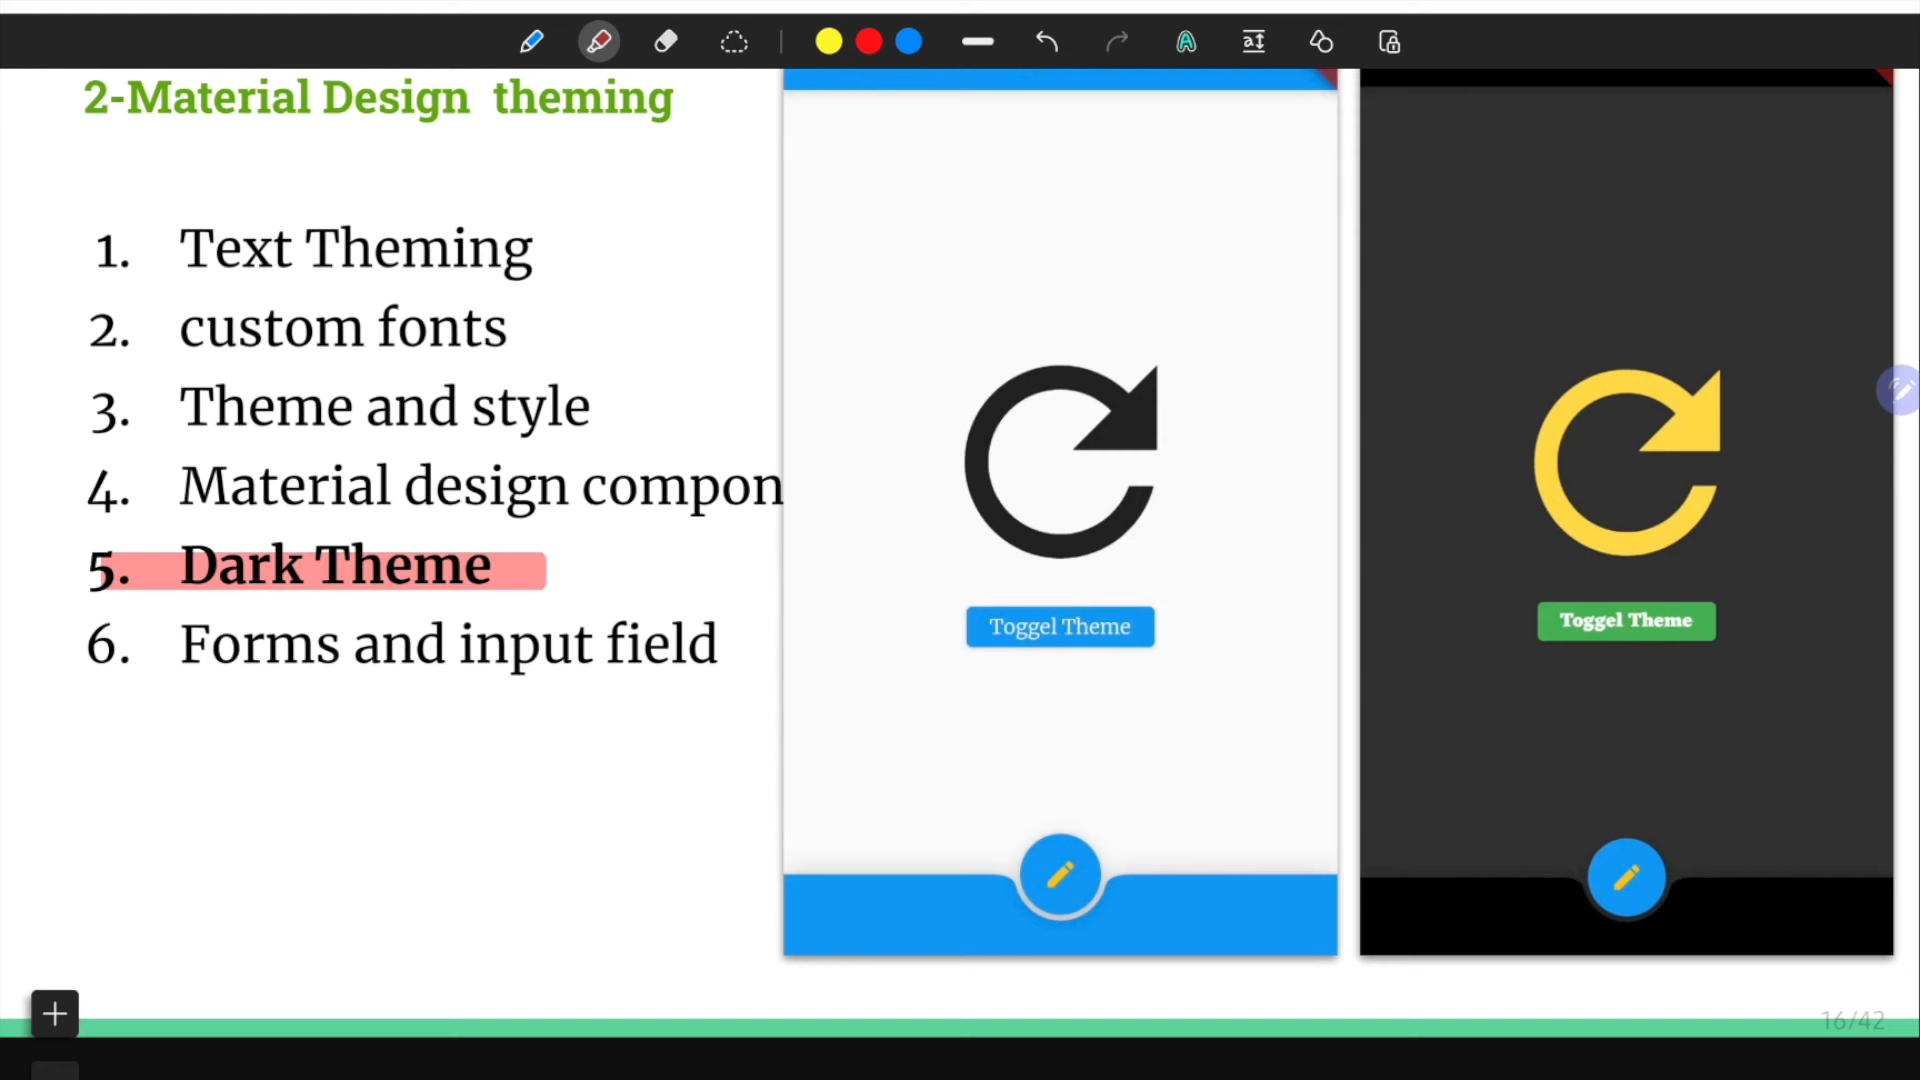 2-Material Design theming
1. Text Theming
2. custom fonts
3. Theme and style
4. Material design compon
5. Dark Theme
6. Forms and input field
Toggel Theme
Toggel Theme
16/42